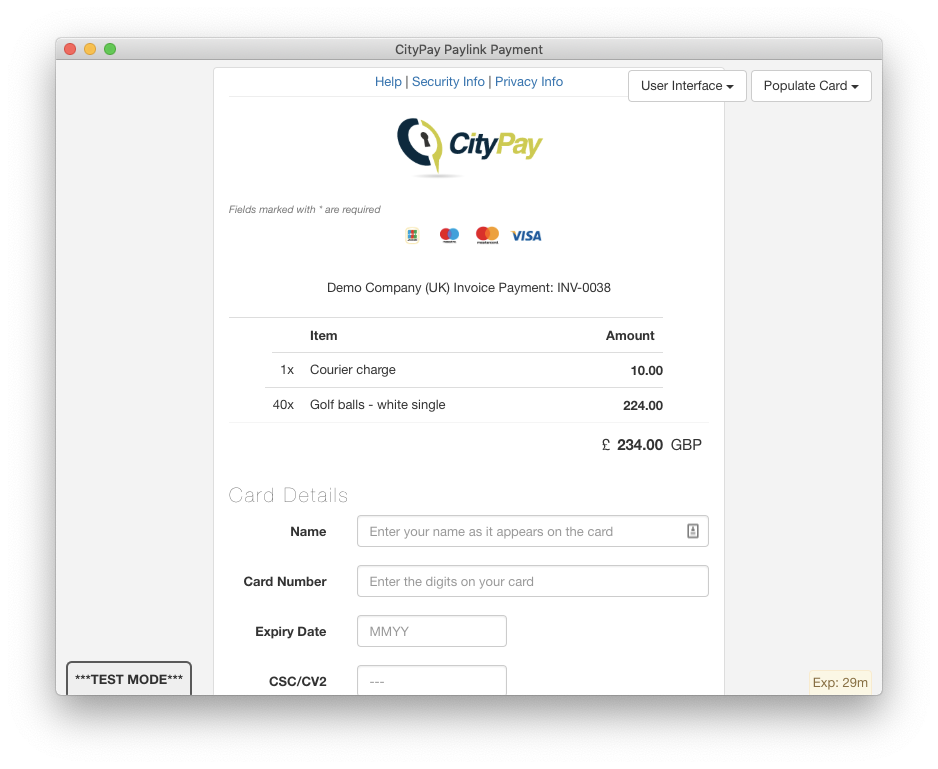 CityPay Paylink Payment
Help | Security Info | Privacy Info
User Interface
Populate Card
CityPay
Fields marked with * are required
mastercard
VISA
Demo Company (UK) Invoice Payment: INV-0038
Item Amount
1x Courier charge 10.00
40x Golf balls - white single 224.00
£ 234.00 GBP
Card Details
Name Enter your name as it appears on the card
Card Number Enter the digits on your card
Expiry Date MMYY
CSC/CV2 ---
***TEST MODE***
Exp: 29m